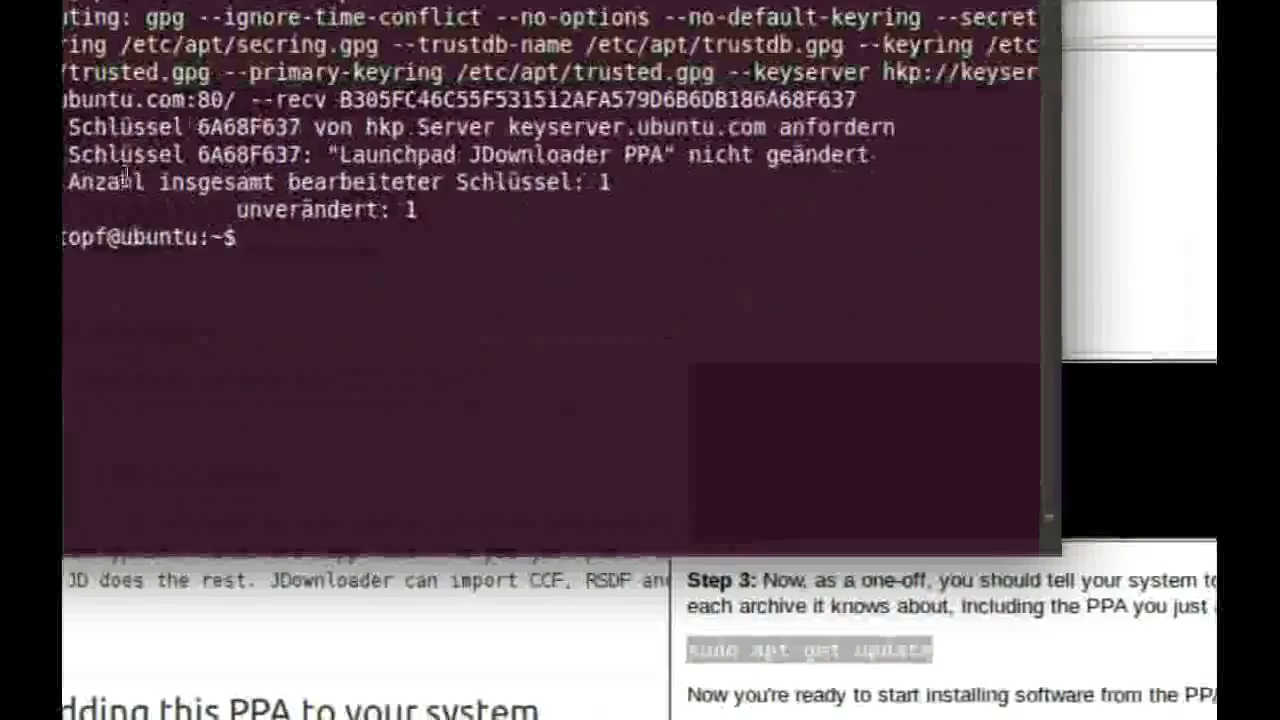 ting: gpg --ignore-time-conflict --no-options --no-default-keyring --secret
ring /etc/apt/secring.gpg --trustdb-name /etc/apt/trustdb.gpg --keyring /etc
/trusted.gpg --primary-keyring /etc/apt/trusted.gpg --keyserver hkp://keyser
ubuntu.com:80/ --recv B305FC46C55F531512AFA579D6B6DB186A68F637
Schlüssel 6A68F637 von hkp Server keyserver.ubuntu.com anfordern
Schlüssel 6A68F637: "Launchpad JDownloader PPA" nicht geändert
Anzahl insgesamt bearbeiteter Schlüssel: 1
unverändert: 1
topf@ubuntu:~$
JD does the rest. JDownloader can import CCF, RSDF and
dding this PPA to your system
Step 3: Now, as a one-off, you should tell your system to
each archive it knows about, including the PPA you just
sudo apt-get update
Now you're ready to start installing software from the PPA